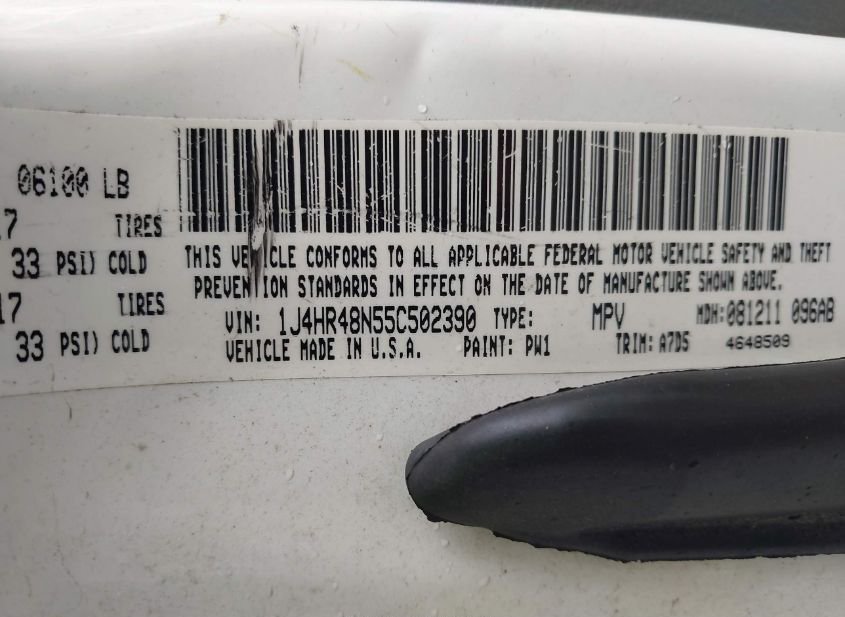 06100 LB
17 TIRES
33 PSI) COLD
17 TIRES
33 PSI) COLD
THIS VEHICLE CONFORMS TO ALL APPLICABLE FEDERAL MOTOR VEHICLE SAFETY AND THEFT
PREVENTION STANDARDS IN EFFECT ON THE DATE OF MANUFACTURE SHOWN ABOVE.
VIN: 1J4HR48N55C502390 TYPE: MPV MDH:081211 096AB
VEHICLE MADE IN U.S.A. PAINT: PW1 TRIM: A7D5 4648509